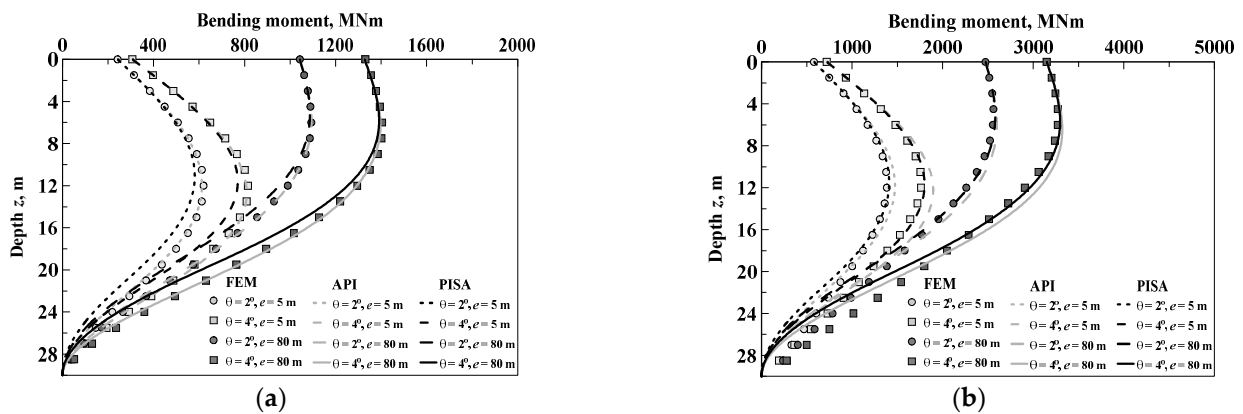 Bending moment, MNm
0 400 800 1200 1600 2000
0
4
8
12
16
20
24
28
Depth z, m
FEM API PISA
θ = 2°, e = 5 m θ = 2°, e = 5 m θ = 2°, e = 5 m
θ = 4°, e = 5 m θ = 4°, e = 5 m θ = 4°, e = 5 m
θ = 2°, e = 80 m θ = 2°, e = 80 m θ = 2°, e = 80 m
θ = 4°, e = 80 m θ = 4°, e = 80 m θ = 4°, e = 80 m
(a)
Bending moment, MNm
0 1000 2000 3000 4000 5000
0
4
8
12
16
20
24
28
Depth z, m
FEM API PISA
θ = 2°, e = 5 m θ = 2°, e = 5 m θ = 2°, e = 5 m
θ = 4°, e = 5 m θ = 4°, e = 5 m θ = 4°, e = 5 m
θ = 2°, e = 80 m θ = 2°, e = 80 m θ = 2°, e = 80 m
θ = 4°, e = 80 m θ = 4°, e = 80 m θ = 4°, e = 80 m
(b)